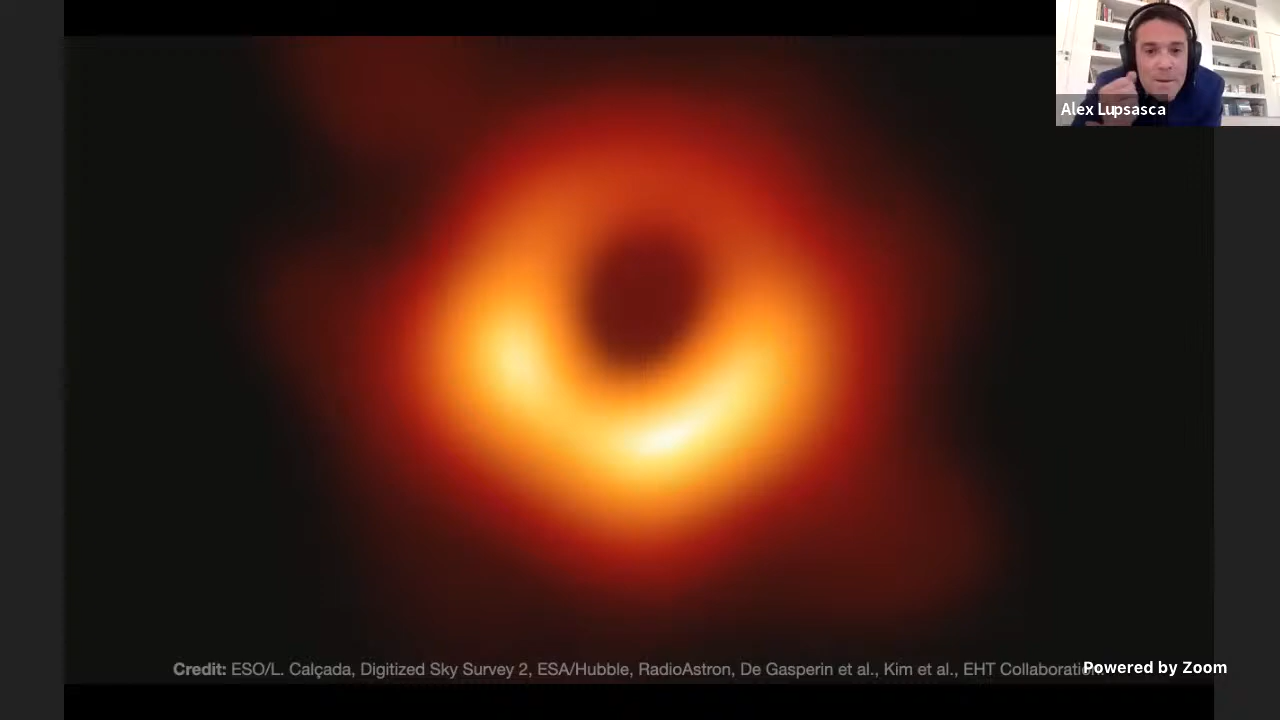 Alex Lupsasca
Credit: ESO/L. Calçada, Digitized Sky Survey 2, ESA/Hubble, RadioAstron, De Gasperin et al., Kim et al., EHT Collaboration.
Powered by Zoom